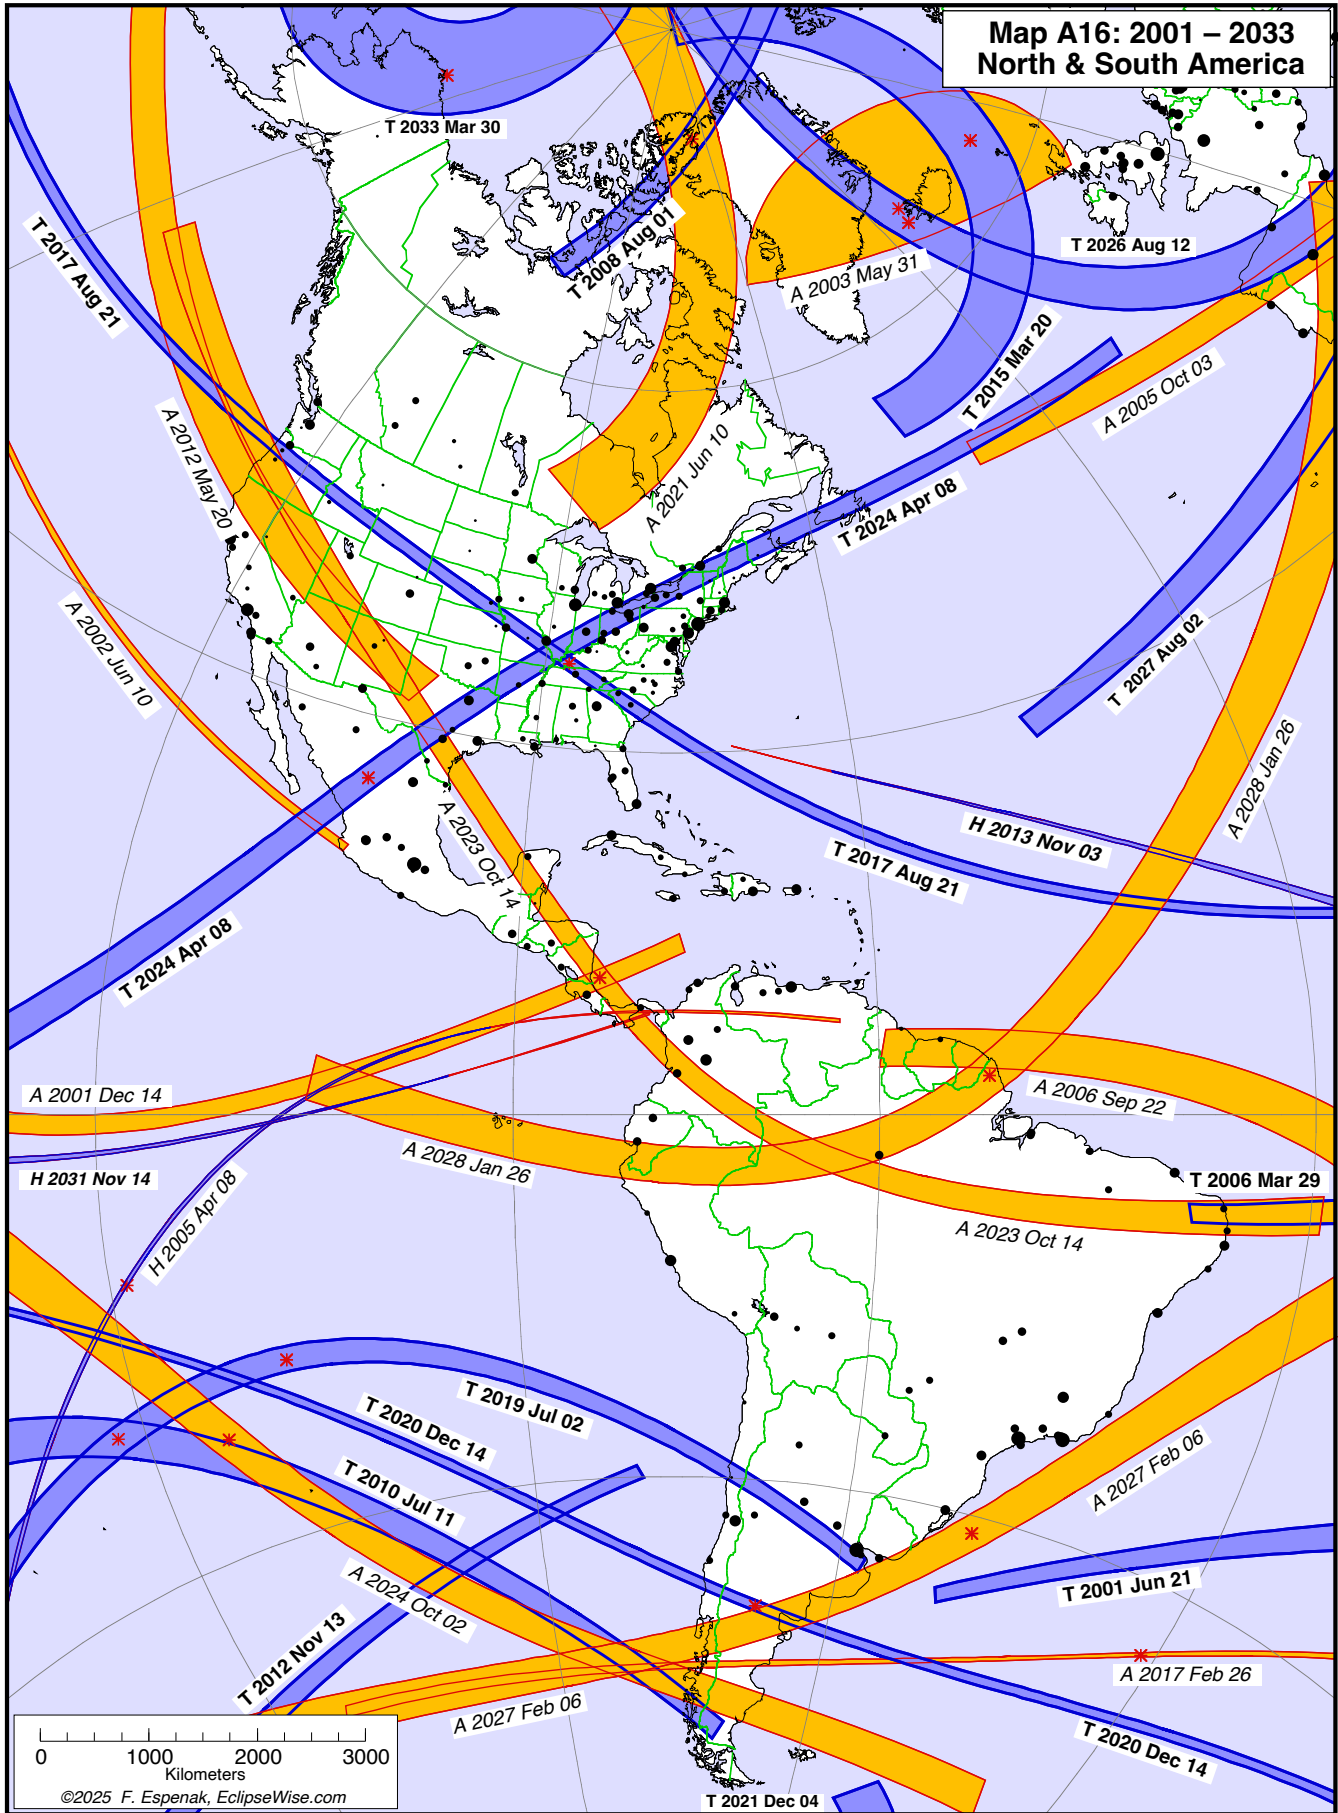 Map A16: 2001 – 2033
North & South America
T 2033 Mar 30
T 2017 Aug 21
T 2008 Aug 01
T 2026 Aug 12
A 2003 May 31
T 2015 Mar 20
A 2005 Oct 03
A 2012 May 20
A 2021 Jun 10
T 2024 Apr 08
A 2002 Jun 10
T 2027 Aug 02
A 2028 Jan 26
H 2013 Nov 03
A 2023 Oct 14
T 2017 Aug 21
T 2024 Apr 08
A 2001 Dec 14
A 2006 Sep 22
A 2028 Jan 26
H 2031 Nov 14
T 2006 Mar 29
H 2005 Apr 08
A 2023 Oct 14
T 2019 Jul 02
T 2020 Dec 14
T 2010 Jul 11
A 2027 Feb 06
A 2024 Oct 02
T 2001 Jun 21
T 2012 Nov 13
A 2017 Feb 26
A 2027 Feb 06
T 2020 Dec 14
0 1000 2000 3000
Kilometers
©2025 F. Espenak, EclipseWise.com
T 2021 Dec 04